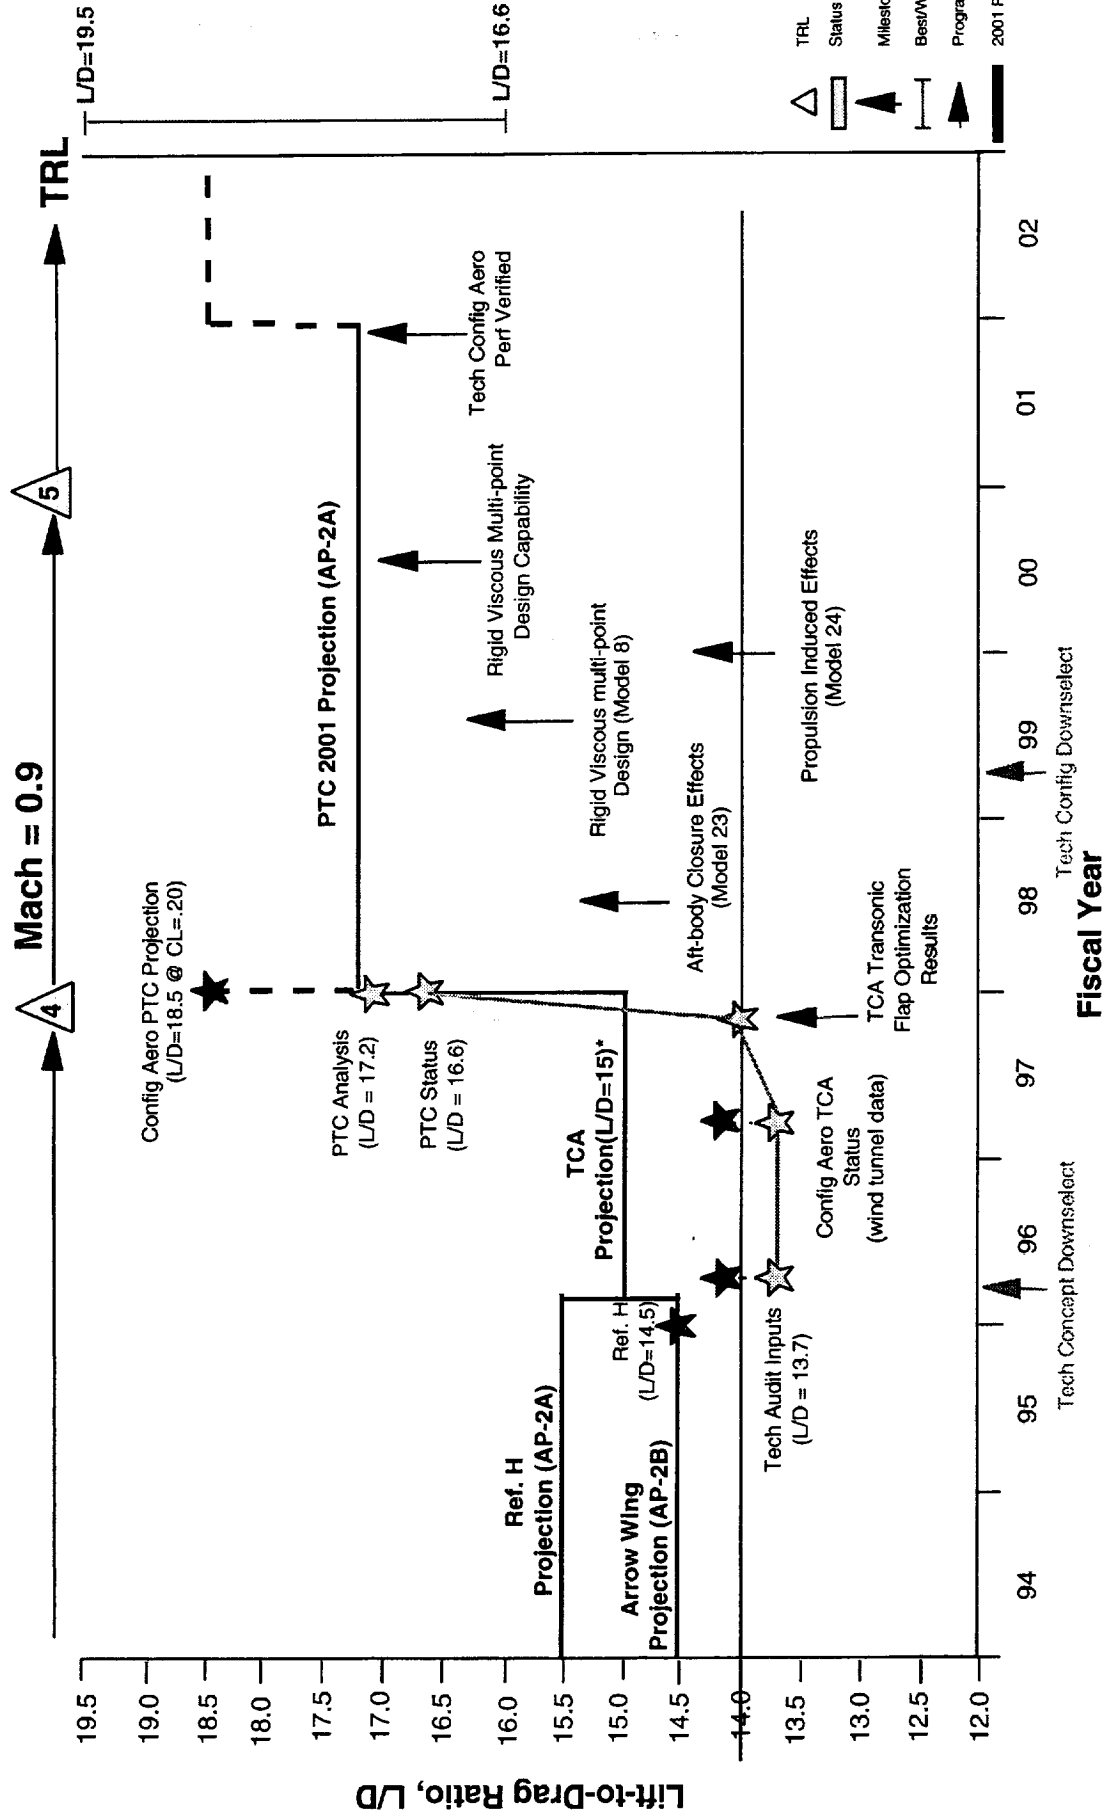 Mach = 0.9
4
5
TRL
L/D=19.5
L/D=16.6
Lift-to-Drag Ratio, L/D
19.5
19.0
18.5
18.0
17.5
17.0
16.5
16.0
15.5
15.0
14.5
14.0
13.5
13.0
12.5
12.0
Config Aero PTC Projection
(L/D=18.5 @ CL=.20)
PTC Analysis
(L/D = 17.2)
PTC Status
(L/D = 16.6)
PTC 2001 Projection (AP-2A)
Tech Config Aero
Perf Verified
Rigid Viscous Multi-point
Design Capability
Rigid Viscous multi-point
Design (Model 8)
Ref. H
Projection (AP-2A)
Arrow Wing
Projection (AP-2B)
Ref. H
(L/D=14.5)
TCA
Projection(L/D=15)*
Aft-body Closure Effects
(Model 23)
Propulsion Induced Effects
(Model 24)
Tech Audit Inputs
(L/D = 13.7)
Config Aero TCA
Status
(wind tunnel data)
TCA Transonic
Flap Optimization
Results
94
95
96
97
98
99
00
01
02
Tech Concept Downselect
Tech Config Downselect
Fiscal Year
TRL
Status
2001